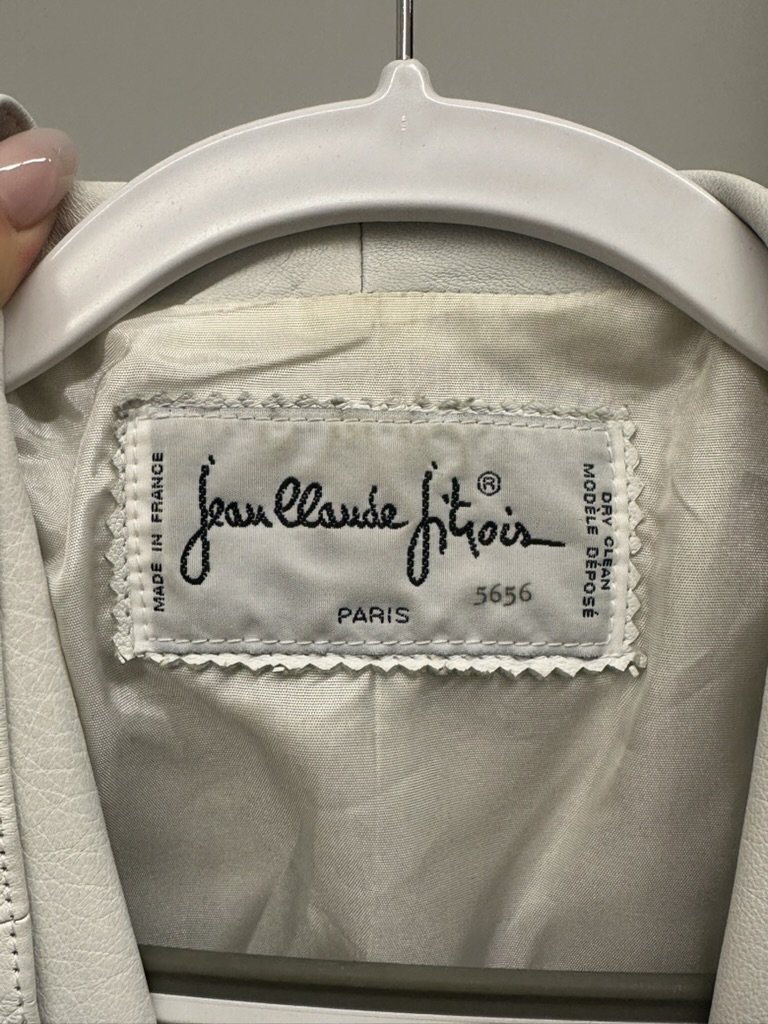 MADE IN FRANCE
jean Claude jitrois ®
5656
PARIS
DRY CLEAN
MODÈLE DÉPOSÉ